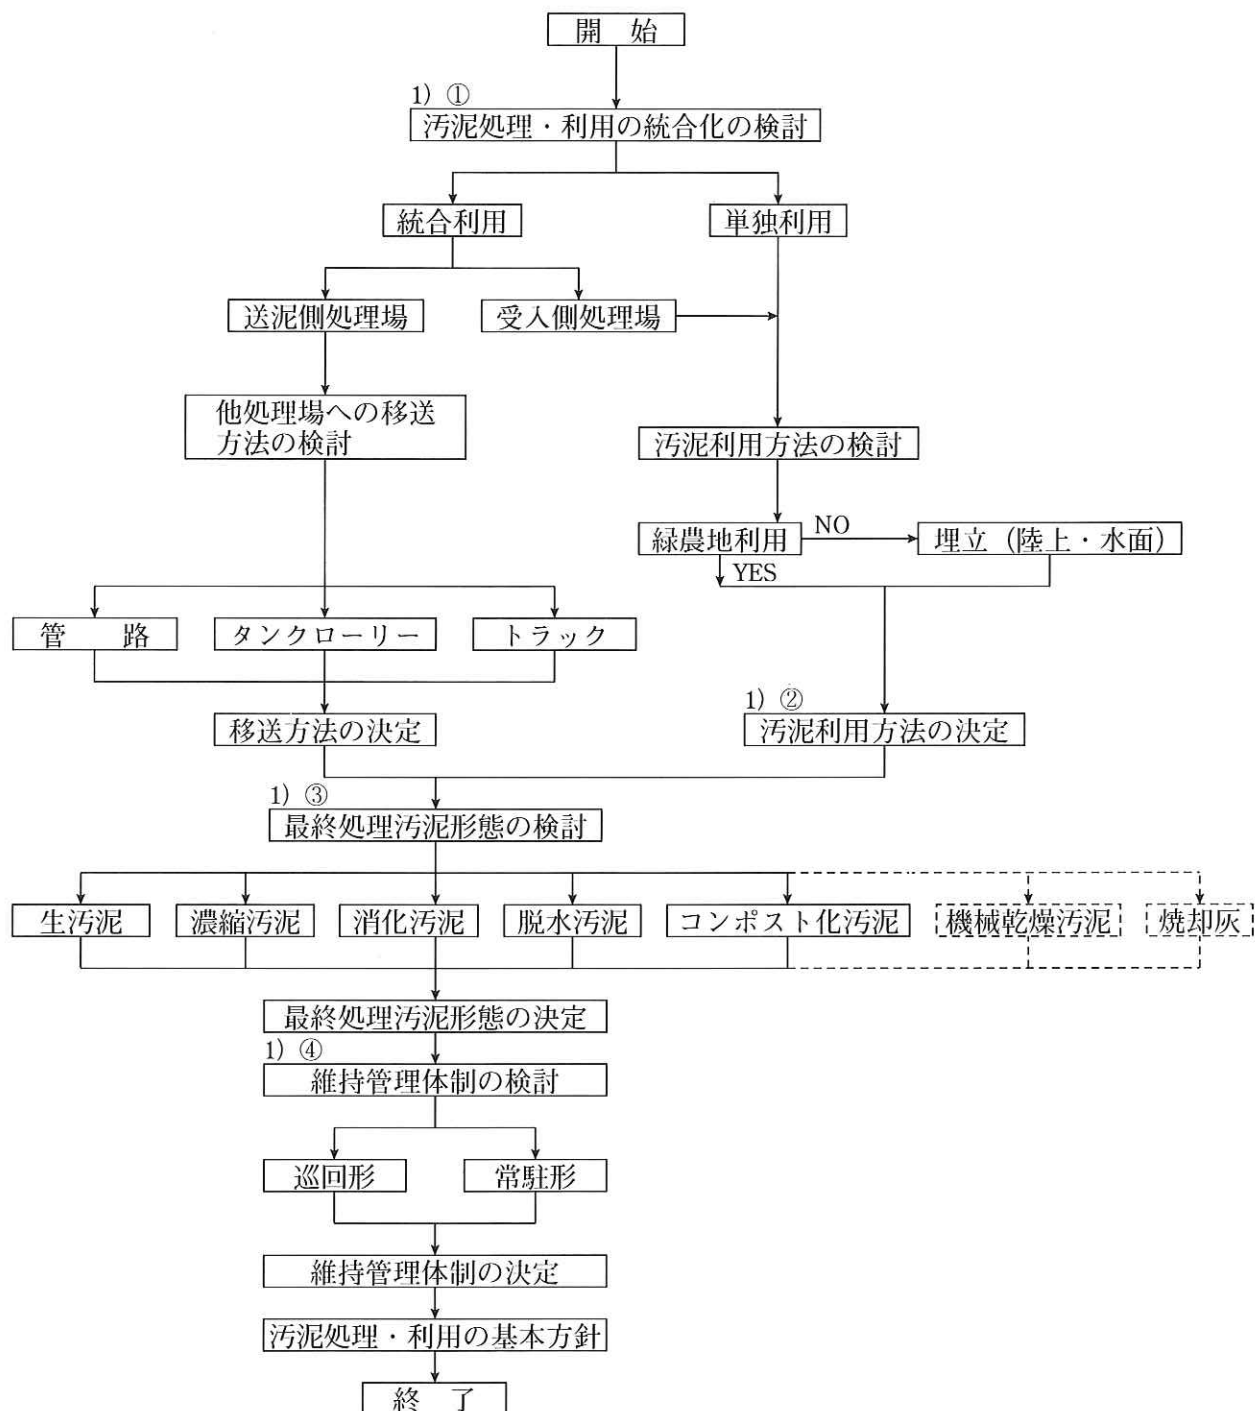 開　始
1) ①
汚泥処理・利用の統合化の検討
統合利用
単独利用
送泥側処理場
受入側処理場
他処理場への移送
方法の検討
汚泥利用方法の検討
緑農地利用
NO
埋立（陸上・水面）
YES
管　路
タンクローリー
トラック
1) ②
移送方法の決定
汚泥利用方法の決定
1) ③
最終処理汚泥形態の検討
生汚泥
濃縮汚泥
消化汚泥
脱水汚泥
コンポスト化汚泥
機械乾燥汚泥
焼却灰
最終処理汚泥形態の決定
1) ④
維持管理体制の検討
巡回形
常駐形
維持管理体制の決定
汚泥処理・利用の基本方針
終　了